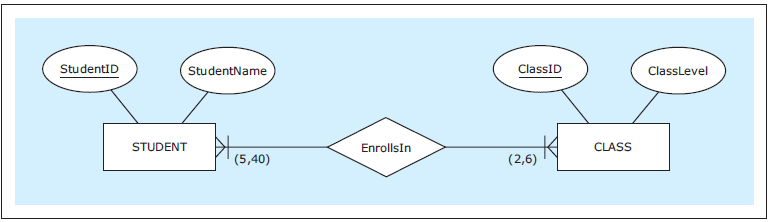 StudentID
StudentName
ClassID
ClassLevel
STUDENT
(5,40)
EnrollsIn
(2,6)
CLASS